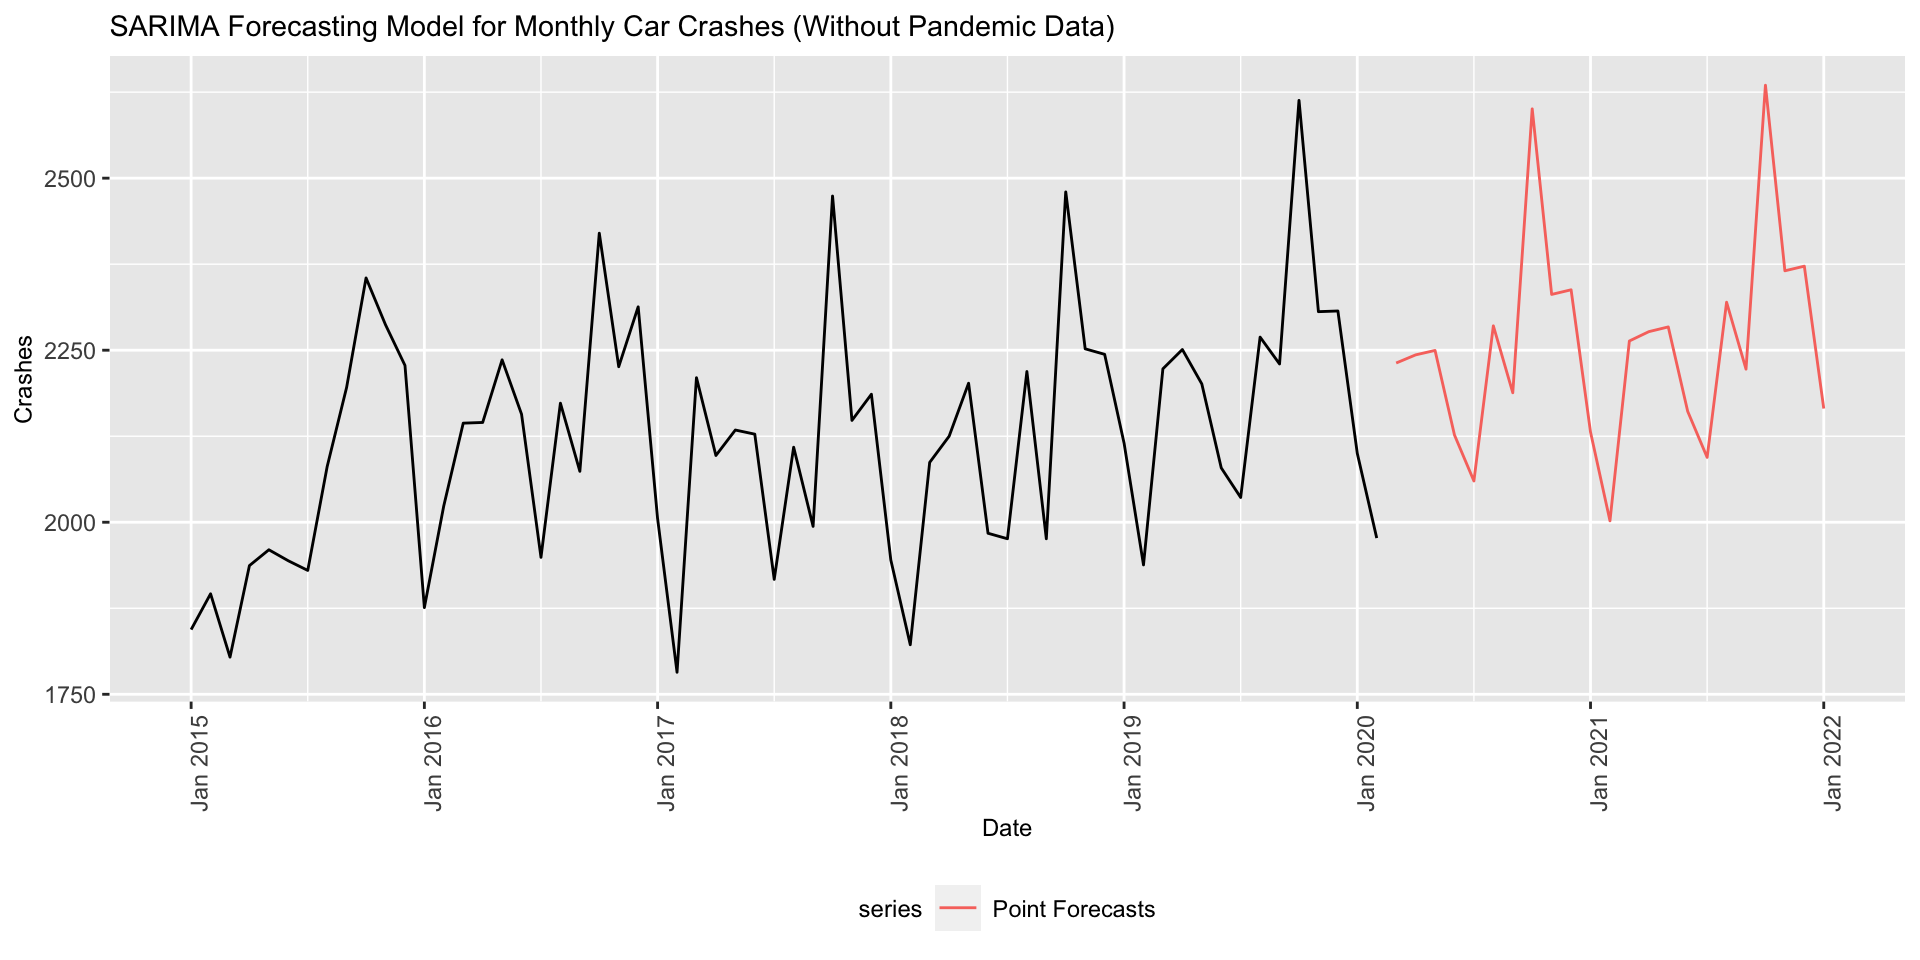 SARIMA Forecasting Model for Monthly Car Crashes (Without Pandemic Data)
Crashes
2500
2250
2000
1750
Jan 2015
Jan 2016
Jan 2017
Jan 2018
Jan 2019
Jan 2020
Jan 2021
Jan 2022
Date
series Point Forecasts